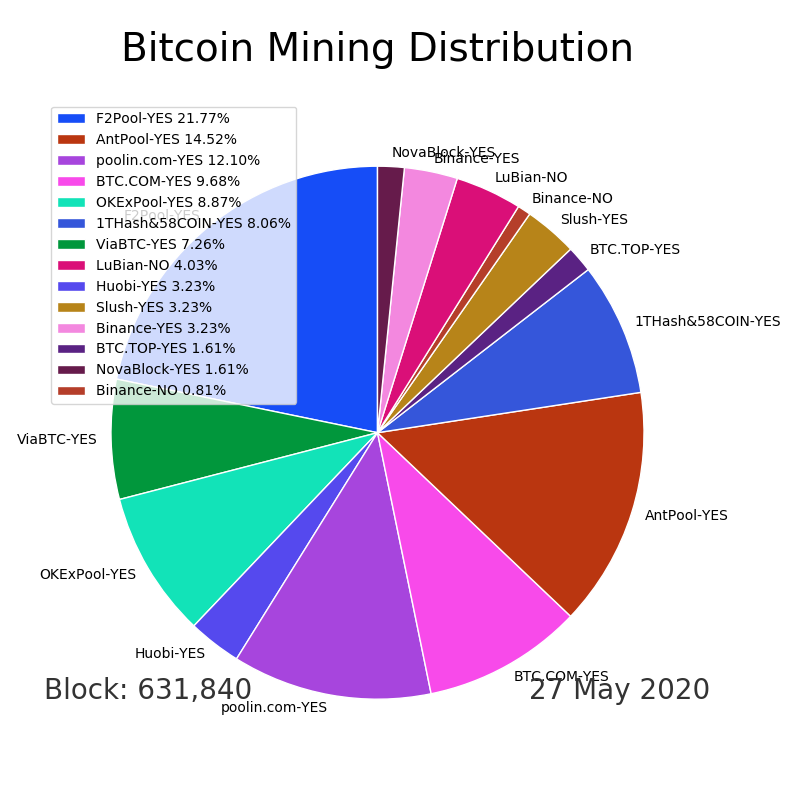 Bitcoin Mining Distribution
F2Pool-YES 21.77%
AntPool-YES 14.52%
poolin.com-YES 12.10%
BTC.COM-YES 9.68%
OKExPool-YES 8.87%
1THash&58COIN-YES 8.06%
ViaBTC-YES 7.26%
LuBian-NO 4.03%
Huobi-YES 3.23%
Slush-YES 3.23%
Binance-YES 3.23%
BTC.TOP-YES 1.61%
NovaBlock-YES 1.61%
Binance-NO 0.81%
NovaBlock-YES
Binance-YES
LuBian-NO
Binance-NO
Slush-YES
BTC.TOP-YES
1THash&58COIN-YES
AntPool-YES
BTC.COM-YES
poolin.com-YES
Huobi-YES
OKExPool-YES
ViaBTC-YES
F2Pool-YES
Block: 631,840
27 May 2020